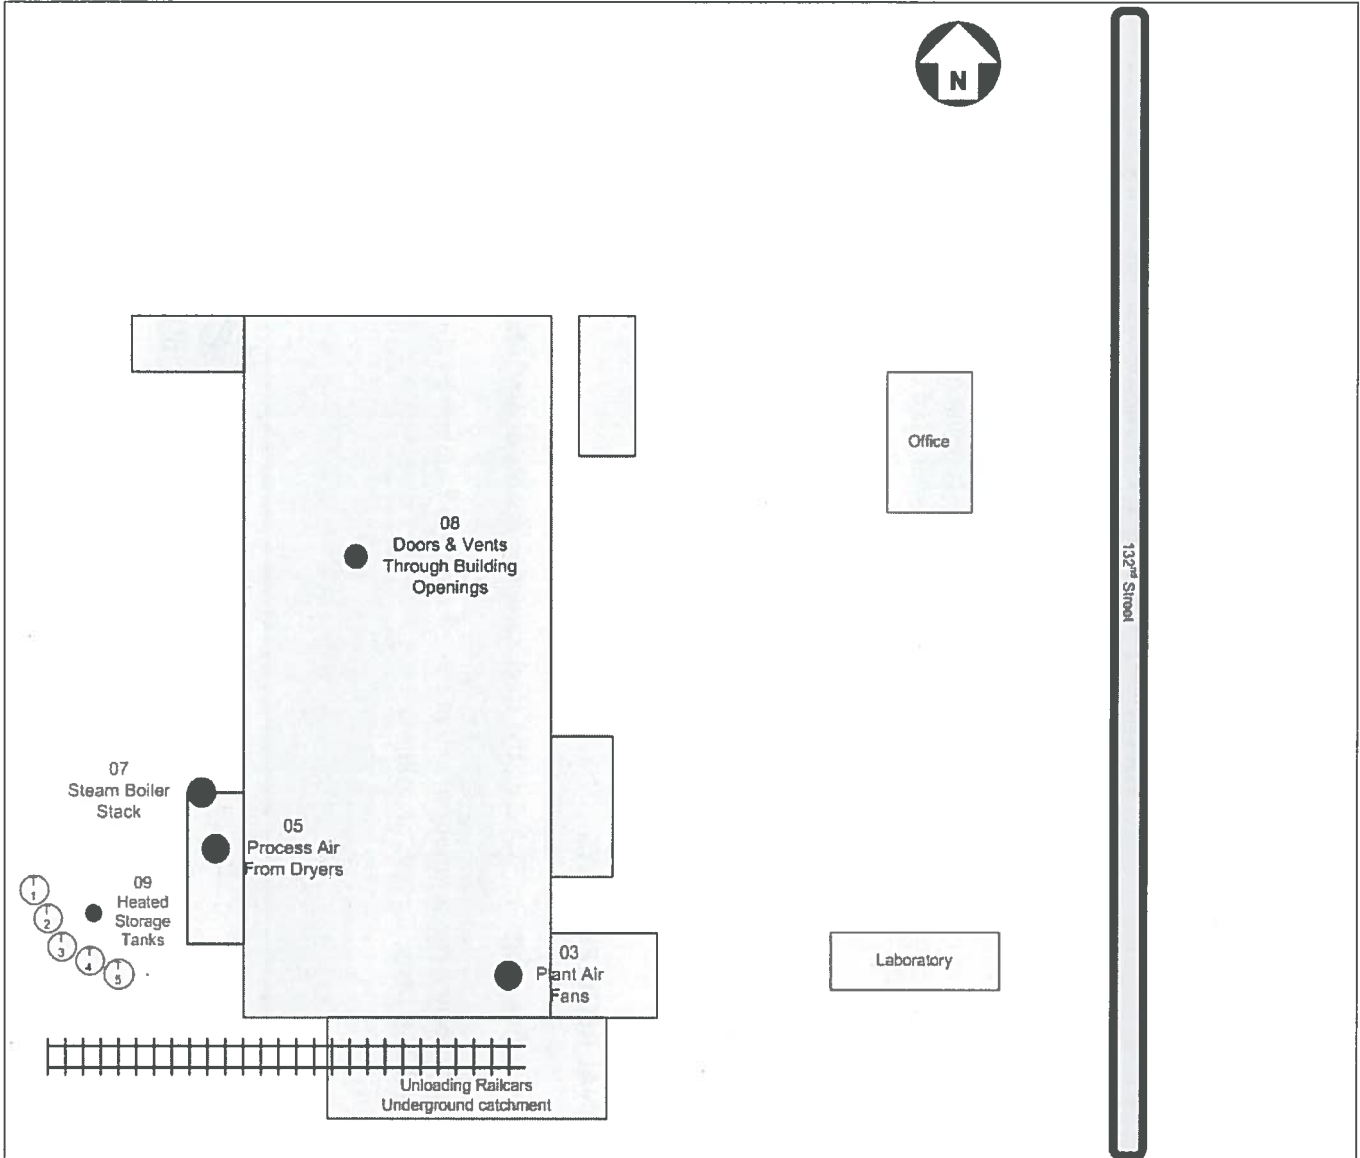 N
Office
08
Doors & Vents
Through Building
Openings
132nd Street
07
Steam Boiler
Stack
05
Process Air
From Dryers
09
Heated
Storage
Tanks
T
1
T
2
T
3
T
4
T
5
03
Plant Air
Fans
Laboratory
Unloading Railcars
Underground catchment